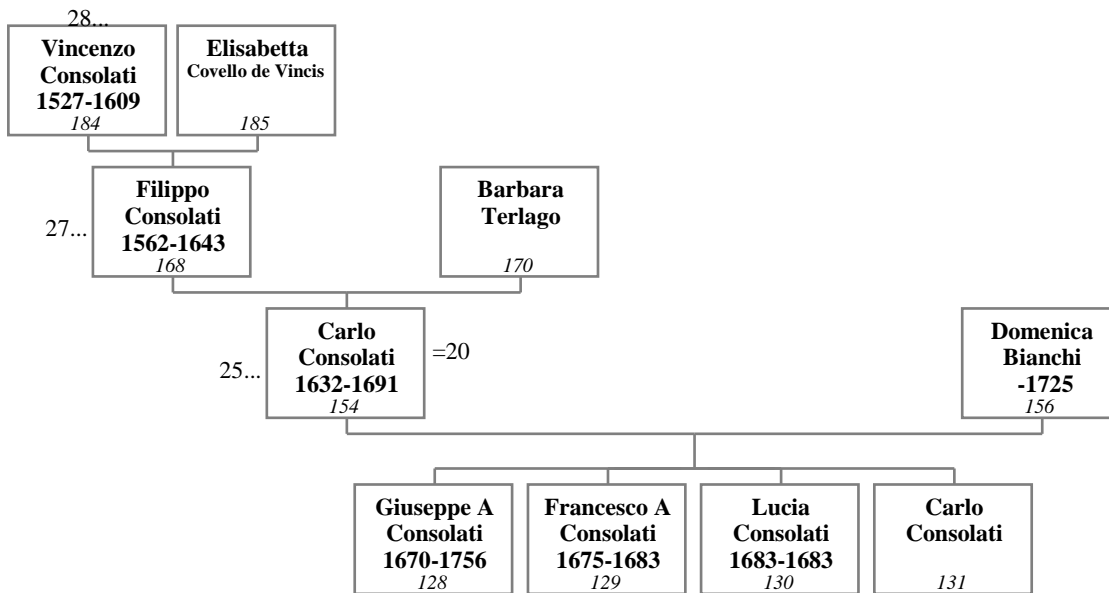 28...
Vincenzo
Consolati
1527-1609
184
Elisabetta
Covello de Vincis
185
27...
Filippo
Consolati
1562-1643
168
Barbara
Terlago
170
25...
Carlo
Consolati
1632-1691
154
=20
Domenica
Bianchi
-1725
156
Giuseppe A
Consolati
1670-1756
128
Francesco A
Consolati
1675-1683
129
Lucia
Consolati
1683-1683
130
Carlo
Consolati
131